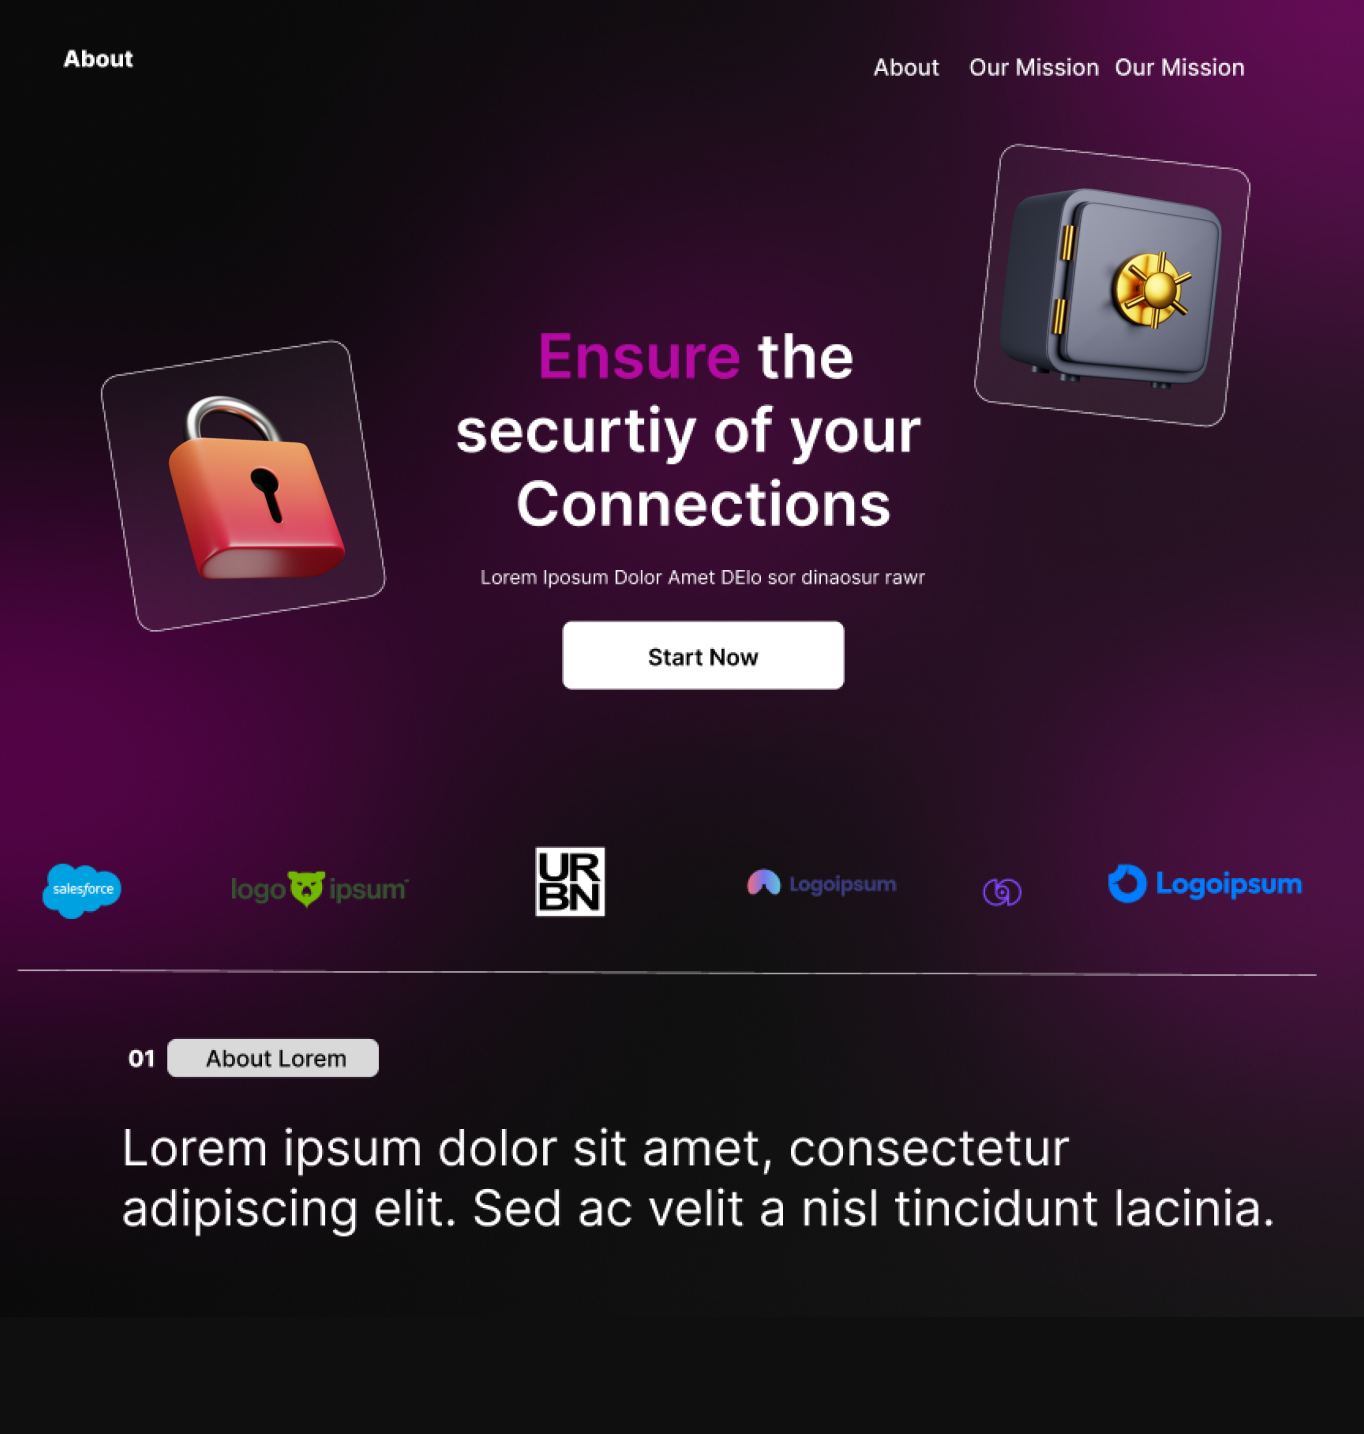 About
About Our Mission Our Mission
Ensure the
securtiy of your
Connections
Lorem Iposum Dolor Amet DElo sor dinaosur rawr
Start Now
salesforce
logo ipsum
URBN
Logoipsum
Logoipsum
01 About Lorem
Lorem ipsum dolor sit amet, consectetur
adipiscing elit. Sed ac velit a nisl tincidunt lacinia.